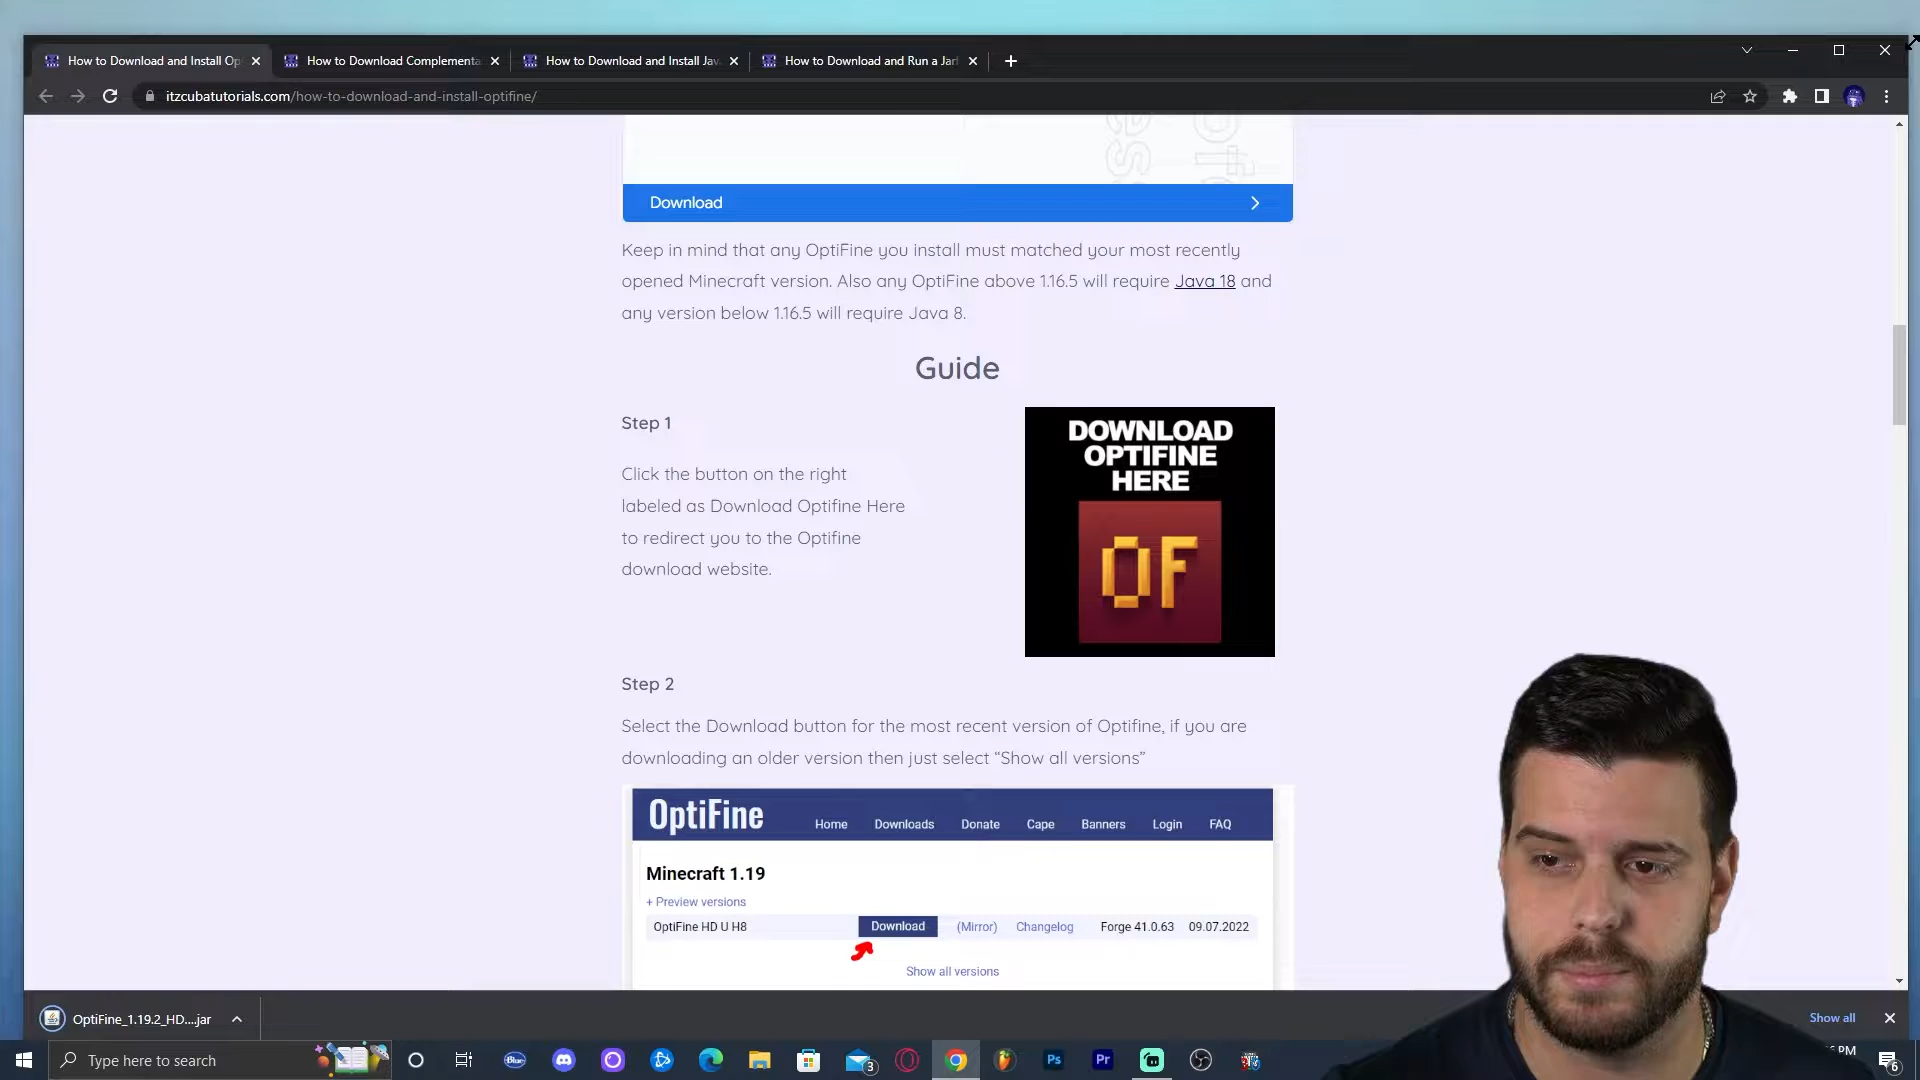 How to Download and Install Op
How to Download Complementa
How to Download and Install Jav
How to Download and Run a Jar
itzcubatutorials.com/how-to-download-and-install-optifine/
Download
Keep in mind that any OptiFine you install must matched your most recently
opened Minecraft version. Also any OptiFine above 1.16.5 will require Java 18 and
any version below 1.16.5 will require Java 8.
Guide
Step 1
Click the button on the right
labeled as Download Optifine Here
to redirect you to the Optifine
download website.
DOWNLOAD
OPTIFINE
HERE
OF
Step 2
Select the Download button for the most recent version of Optifine, if you are
downloading an older version then just select “Show all versions”
OptiFine
Home Downloads Donate Cape Banners Login FAQ
Minecraft 1.19
+ Preview versions
OptiFine HD U H8 Download (Mirror) Changelog Forge 41.0.63 09.07.2022
Show all versions
OptiFine_1.19.2_HD....jar
Show all
Type here to search
Blue
3
Ps
Pr
PM
6